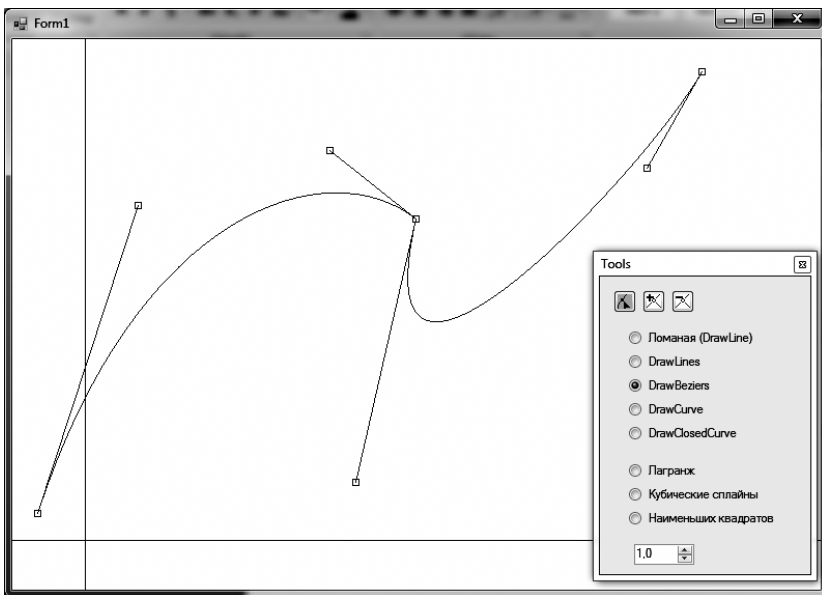 Form1
Tools
Ломаная (DrawLine)
DrawLines
DrawBeziers
DrawCurve
DrawClosedCurve
Лагранж
Кубические сплайны
Наименьших квадратов
1,0